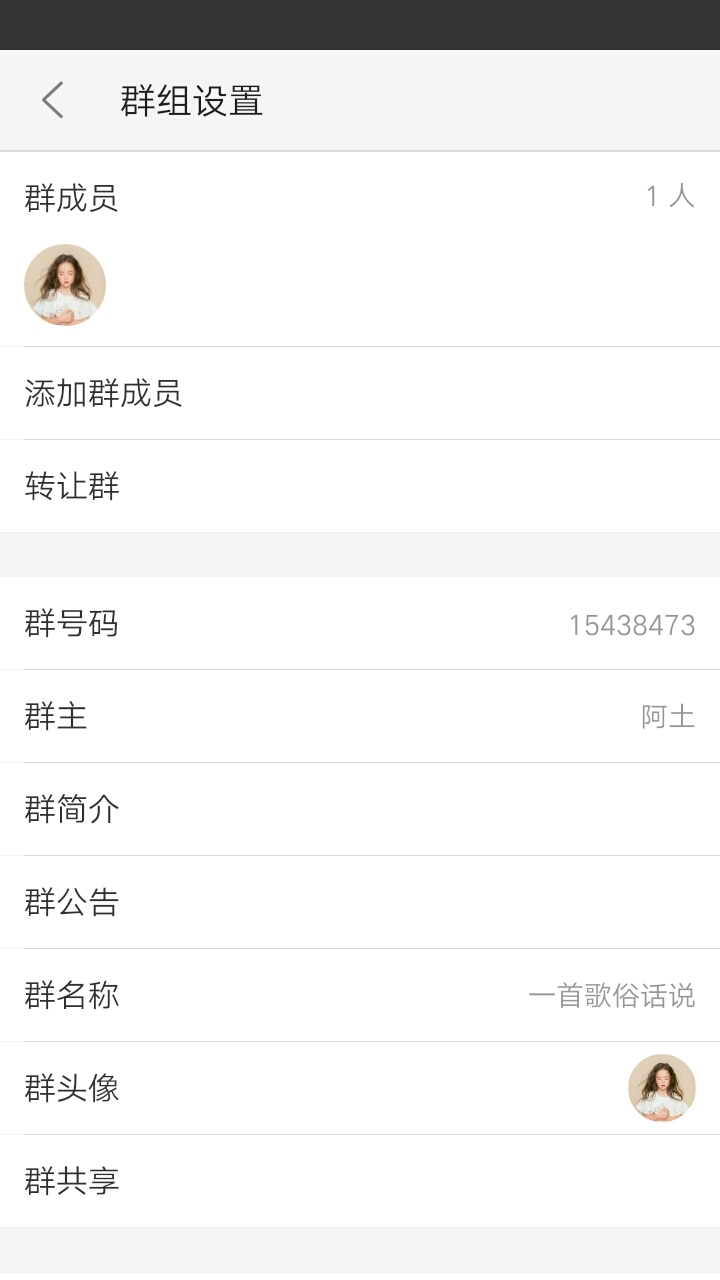 群组设置
群成员 1 人
添加群成员
转让群
群号码 15438473
群主 阿土
群简介
群公告
群名称 一首歌俗话说
群头像
群共享